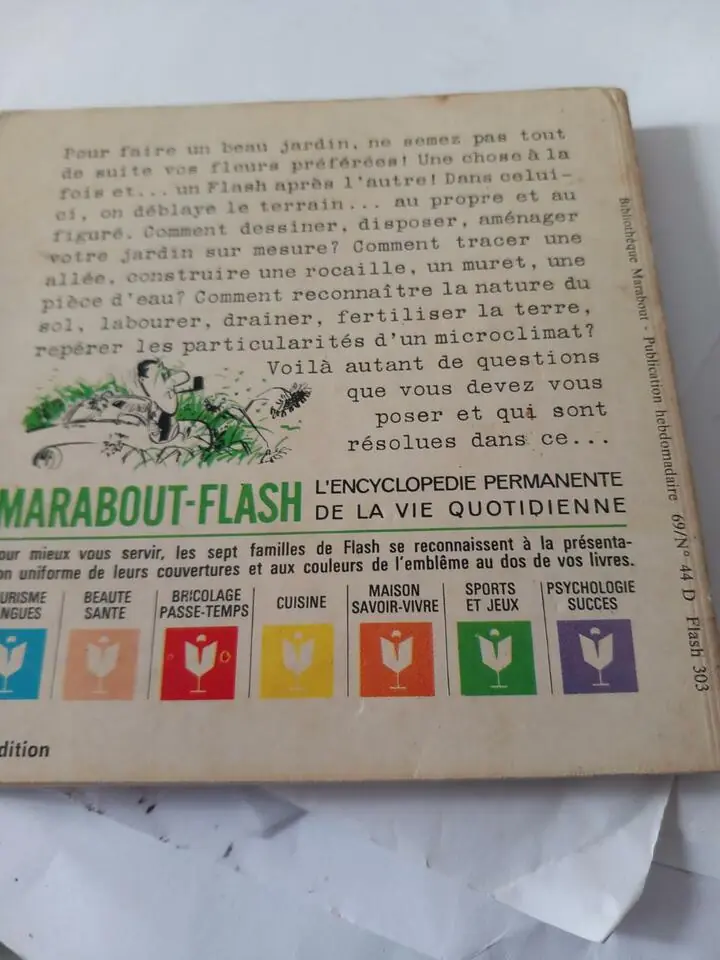 Pour faire un beau jardin, ne semez pas tout
de suite vos fleurs préférées! Une chose à la
fois et... un Flash après l'autre! Dans celui-
ci, on déblaye le terrain... au propre et au
figuré. Comment dessiner, disposer, aménager
votre jardin sur mesure? Comment tracer une
allée, construire une rocaille, un muret, une
pièce d'eau? Comment reconnaître la nature du
sol, labourer, drainer, fertiliser la terre,
repérer les particularités d'un microclimat?
Voilà autant de questions
que vous devez vous
poser et qui sont
résolues dans ce...
MARABOUT-FLASH
L'ENCYCLOPEDIE PERMANENTE
DE LA VIE QUOTIDIENNE
our mieux vous servir, les sept familles de Flash se reconnaissent à la présenta-
on uniforme de leurs couvertures et aux couleurs de l'emblême au dos de vos livres.
URISME
NGUES
BEAUTE
SANTE
BRICOLAGE
PASSE-TEMPS
CUISINE
MAISON
SAVOIR-VIVRE
SPORTS
ET JEUX
PSYCHOLOGIE
SUCCES
dition
Bibliothèque Marabout - Publication hebdomadaire 69/N° 44 D Flash 303